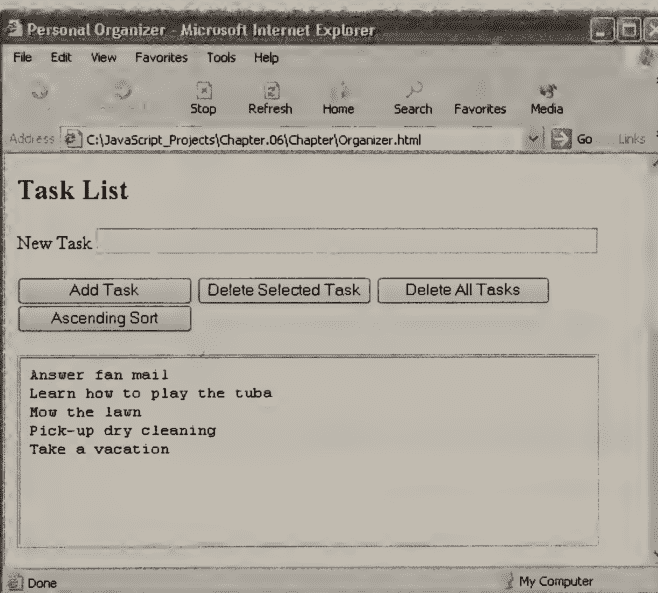 Personal Organizer - Microsoft Internet Explorer
File Edit View Favorites Tools Help
Stop Refresh Home Search Favorites Media
Address C:\JavaScript_Projects\Chapter.06\Chapter\Organizer.html Go Links
Task List
New Task
Add Task Delete Selected Task Delete All Tasks
Ascending Sort
Answer fan mail
Learn how to play the tuba
Mow the lawn
Pick-up dry cleaning
Take a vacation
Done My Computer